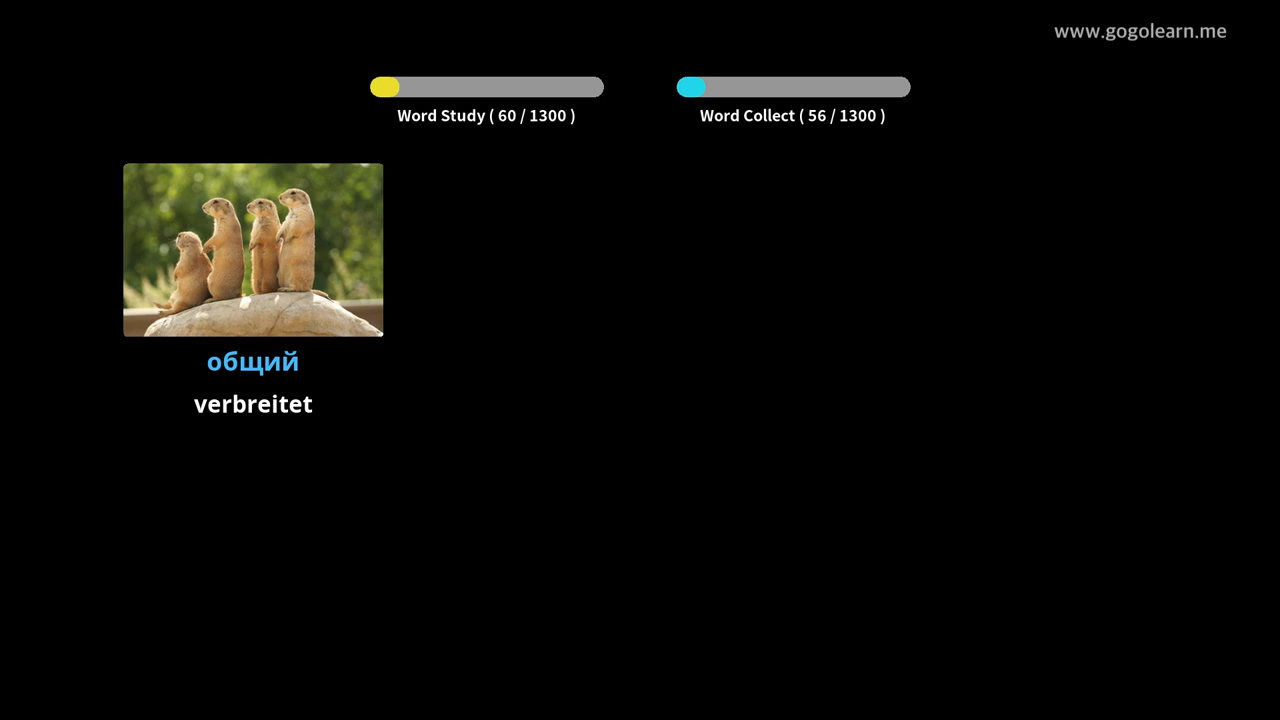 www.gogolearn.me
Word Study ( 60 / 1300 )
Word Collect ( 56 / 1300 )
общий
verbreitet